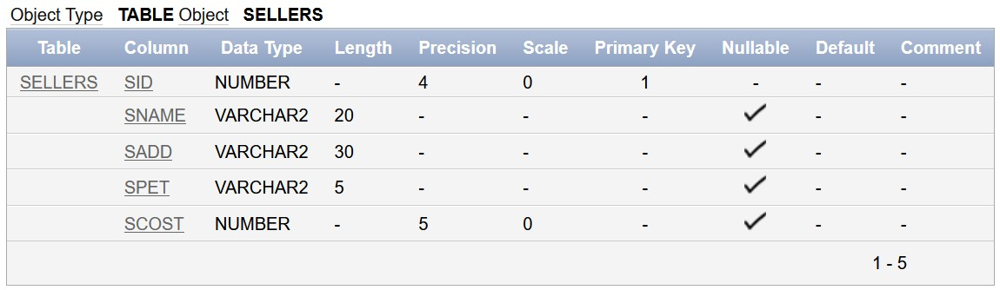 Object Type TABLE Object SELLERS
Table Column Data Type Length Precision Scale Primary Key Nullable Default Comment
SELLERS SID NUMBER - 4 0 1 - - -
SNAME VARCHAR2 20 - - - ✓ - -
SADD VARCHAR2 30 - - - ✓ - -
SPET VARCHAR2 5 - - - ✓ - -
SCOST NUMBER - 5 0 - ✓ - -
1 - 5